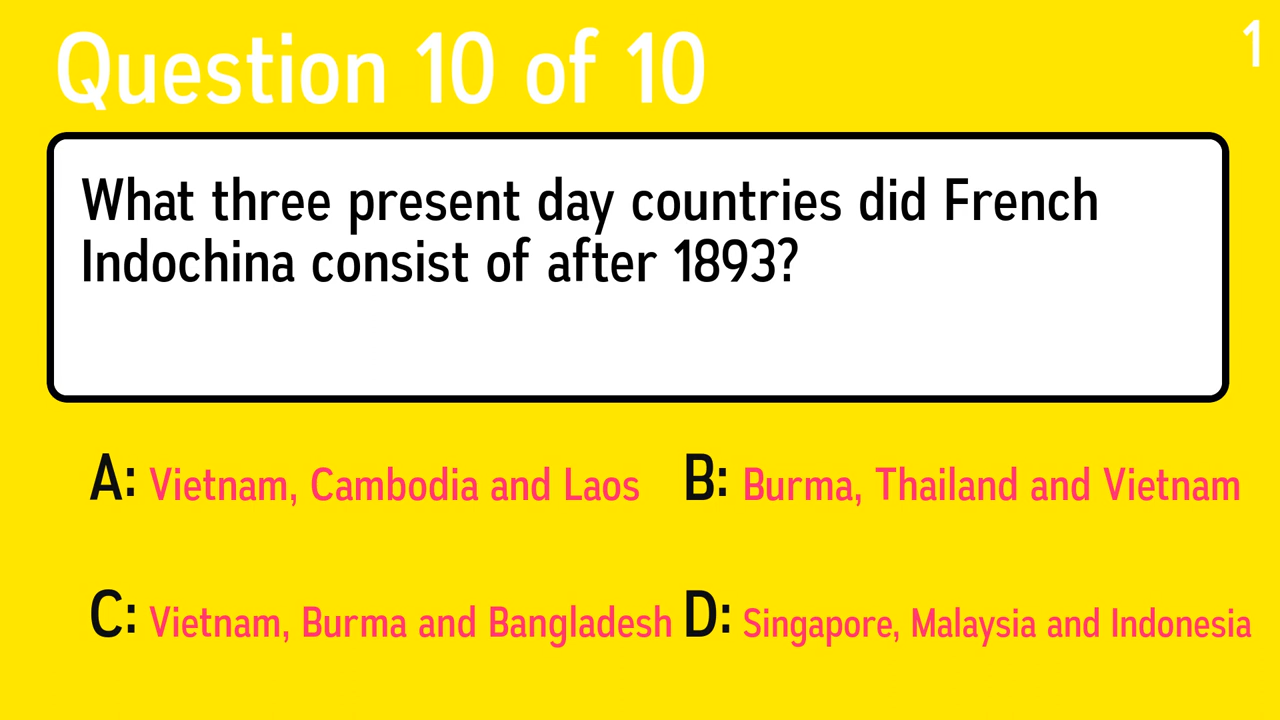 Question 10 of 10
1
What three present day countries did French
Indochina consist of after 1893?
A: Vietnam, Cambodia and Laos
B: Burma, Thailand and Vietnam
C: Vietnam, Burma and Bangladesh
D: Singapore, Malaysia and Indonesia